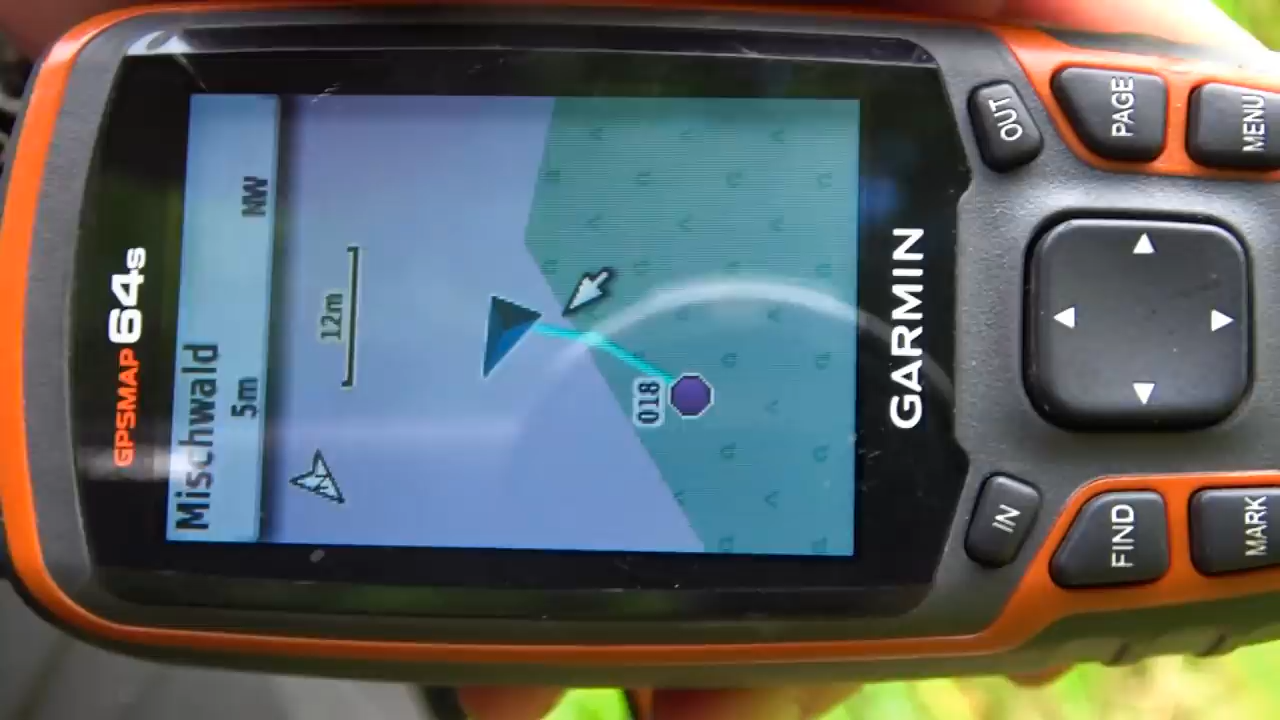 GPSMAP 64s
Mischwald
5m NW
12m
018
GARMIN
IN OUT
FIND PAGE
MARK MENU